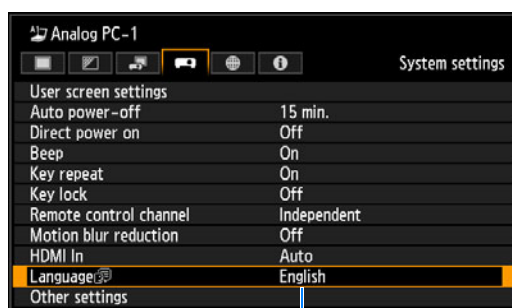 Analog PC-1
System settings
User screen settings
Auto power-off 15 min.
Direct power on Off
Beep On
Key repeat On
Key lock Off
Remote control channel Independent
Motion blur reduction Off
HDMI In Auto
Language English
Other settings